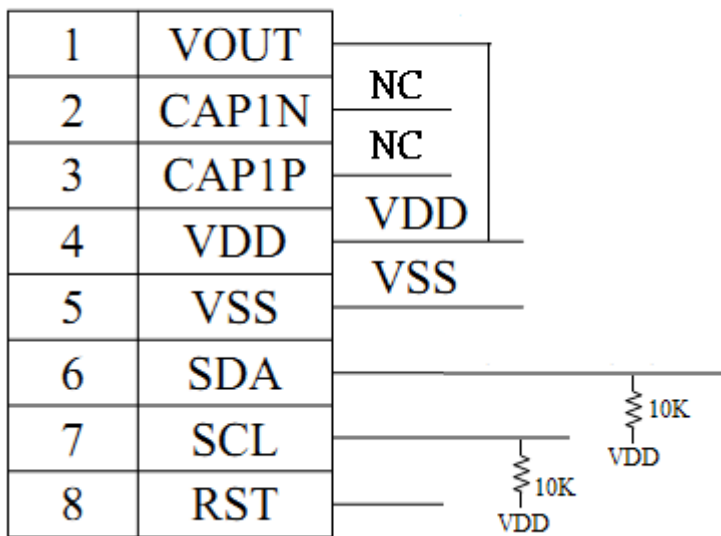 1 VOUT
NC
2 CAP1N
NC
3 CAP1P
VDD
4 VDD
VSS
5 VSS
6 SDA
10K
VDD
7 SCL
10K
VDD
8 RST